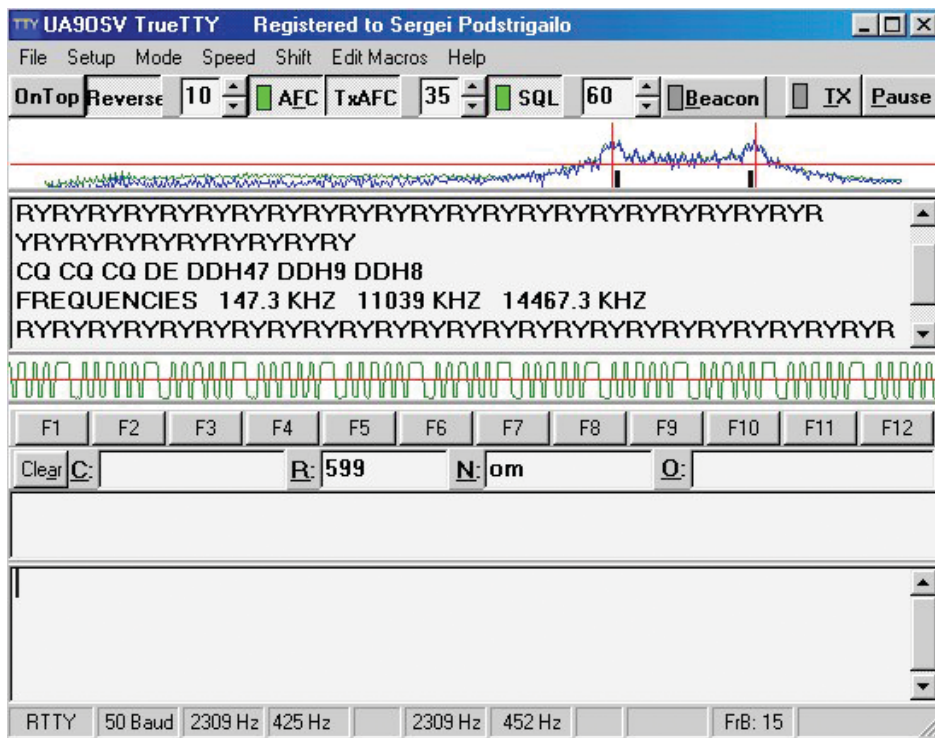 TTY UA9OSV TrueTTY Registered to Sergei Podstrigailo
File Setup Mode Speed Shift Edit Macros Help
OnTop Reverse 10 AFC TxAFC 35 SQL 60 Beacon TX Pause
RYRYRYRYRYRYRYRYRYRYRYRYRYRYRYRYRYRYRYRYRYRYR
YRYRYRYRYRYRYRYRYRY
CQ CQ CQ DE DDH47 DDH9 DDH8
FREQUENCIES 147.3 KHZ 11039 KHZ 14467.3 KHZ
RYRYRYRYRYRYRYRYRYRYRYRYRYRYRYRYRYRYRYRYRYRYRYRYR
F1 F2 F3 F4 F5 F6 F7 F8 F9 F10 F11 F12
Clear C: R: 599 N: om O:
RTTY 50 Baud 2309 Hz 425 Hz 2309 Hz 452 Hz FrB: 15